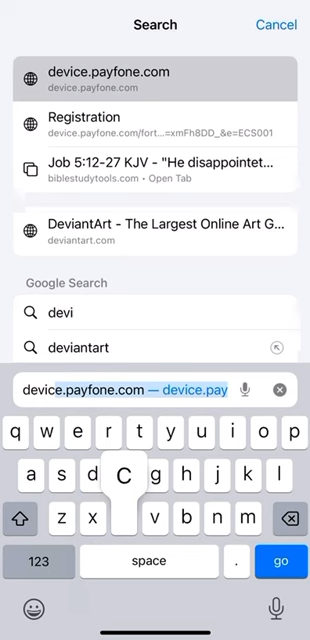 Search
Cancel
device.payfone.com
device.payfone.com
Registration
device.payfone.com/fort...=xmFh8DD_&e=ECS001
Job 5:12-27 KJV - "He disappointet...
biblestudytools.com • Open Tab
DeviantArt - The Largest Online Art G...
deviantart.com
Google Search
devi
deviantart
device.payfone.com — device.pay
q w e r t y u i o p
a s d C g h j k l
z x v b n m
123 space . go